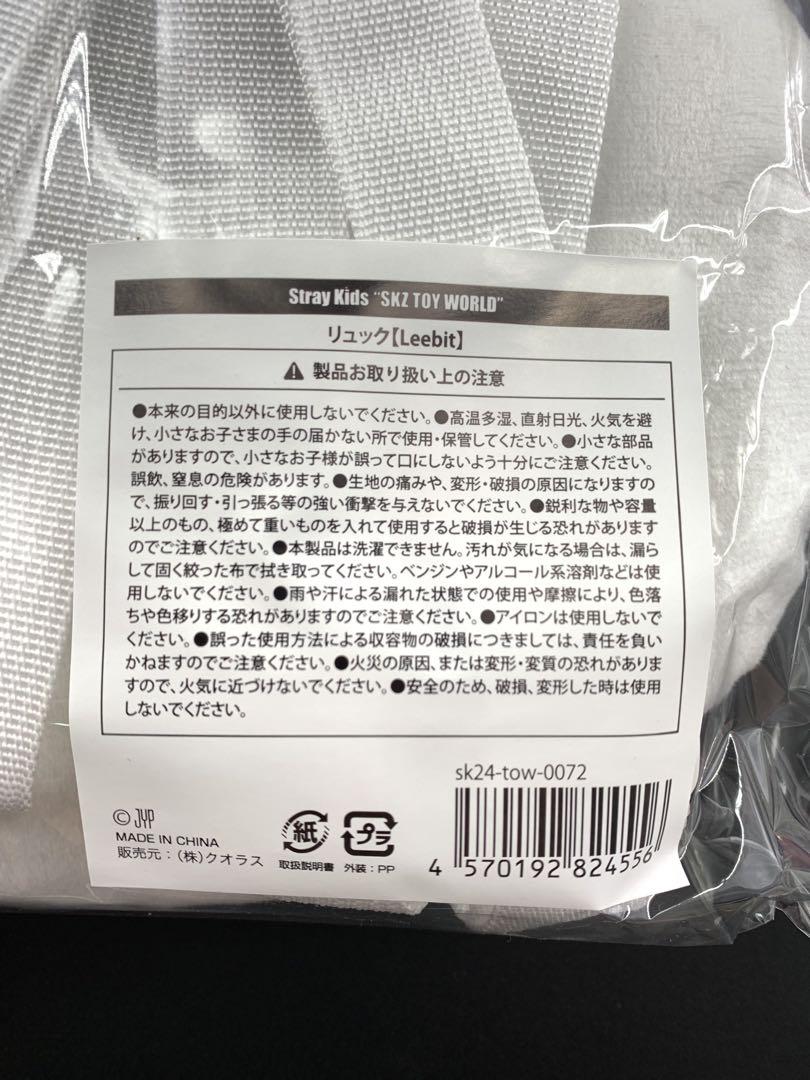 Stray Kids “SKZ TOY WORLD”
リュック【Leebit】
⚠ 製品お取り扱い上の注意
●本来の目的以外に使用しないでください。●高温多湿、直射日光、火気を避
け、小さなお子さまの手の届かない所で使用・保管してください。●小さな部品
がありますので、小さなお子様が誤って口にしないよう十分にご注意ください。
誤飲、窒息の危険があります。●生地の痛みや、変形・破損の原因になりますの
で、振り回す・引っ張る等の強い衝撃を与えないでください。●鋭利な物や容量
以上のもの、極めて重いものを入れて使用すると破損が生じる恐れがあります
のでご注意ください。●本製品は洗濯できません。汚れが気になる場合は、濡ら
して固く絞った布で拭き取ってください。ベンジンやアルコール系溶剤などは使
用しないでください。●雨や汗による濡れた状態での使用や摩擦により、色落
ちや色移りする恐れがありますのでご注意ください。●アイロンは使用しないで
ください。●誤った使用方法による収容物の破損につきましては、責任を負い
かねますのでご注意ください。●火災の原因、または変形・変質の恐れがありま
すので、火気に近づけないでください。●安全のため、破損、変形した時は使用
しないでください。
sk24-tow-0072
© JYP
MADE IN CHINA
販売元：（株）クオラス
紙
取扱説明書
プラ
外装：PP
4 570192 824556